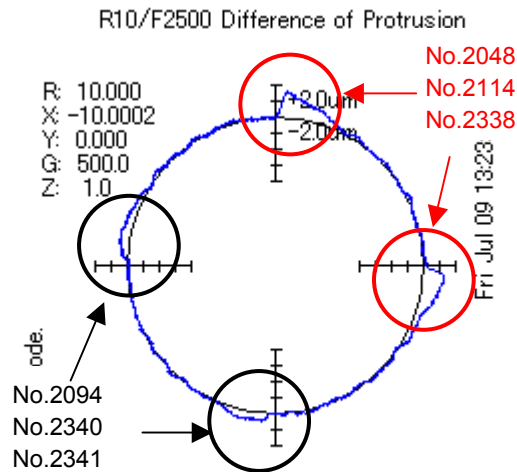 R10/F2500 Difference of Protrusion
No.2048
No.2114
No.2338
R: 10.000
X: -10.0002
Y: 0.000
G: 500.0
Z: 1.0
+2.0um
-2.0um
Fri Jul 09 13:23
ode.
No.2094
No.2340
No.2341